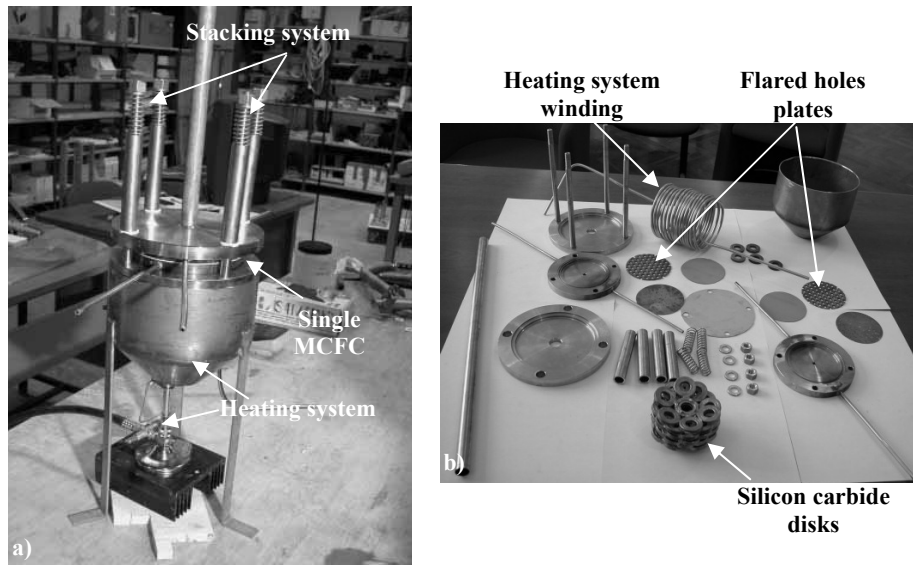 Stacking system
Single
MCFC
Heating system
a)
Heating system
winding
Flared holes
plates
b)
Silicon carbide
disks